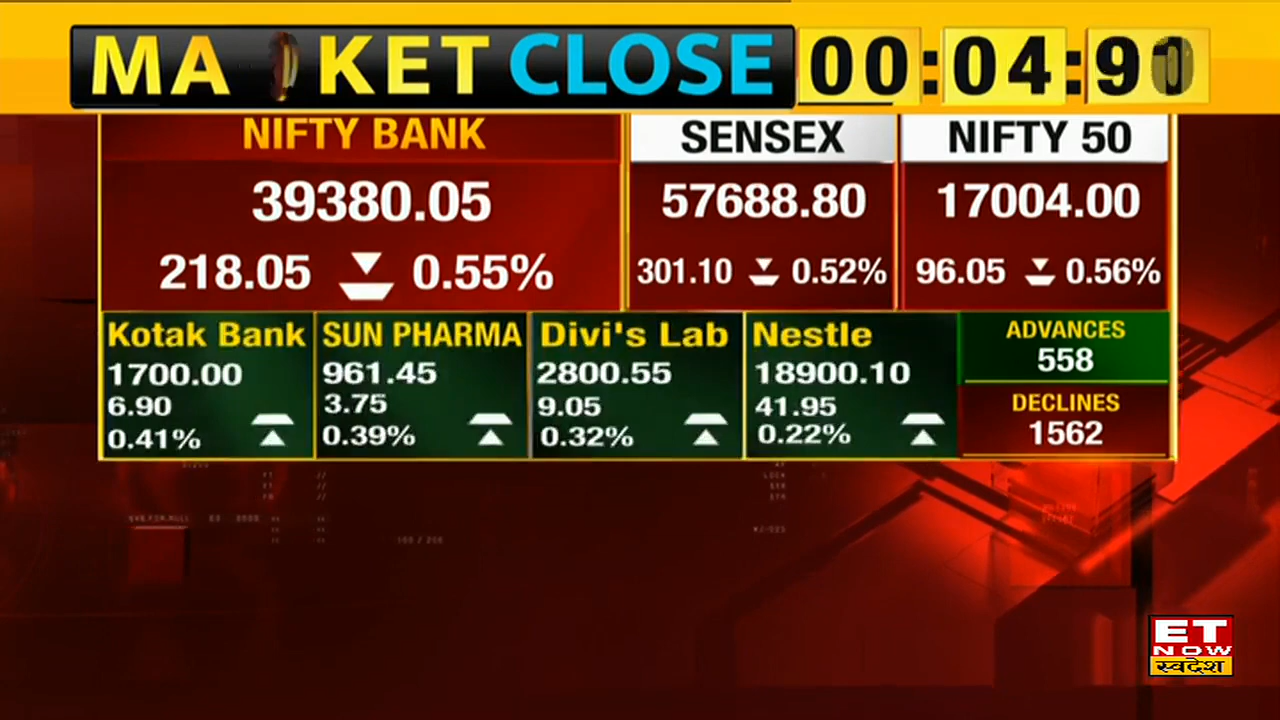 MA KET CLOSE 00:04:9
NIFTY BANK
39380.05
218.05 0.55%
SENSEX
57688.80
301.10 0.52%
NIFTY 50
17004.00
96.05 0.56%
Kotak Bank
1700.00
6.90
0.41%
SUN PHARMA
961.45
3.75
0.39%
Divi's Lab
2800.55
9.05
0.32%
Nestle
18900.10
41.95
0.22%
ADVANCES
558
DECLINES
1562
ET
NOW
स्वदेश